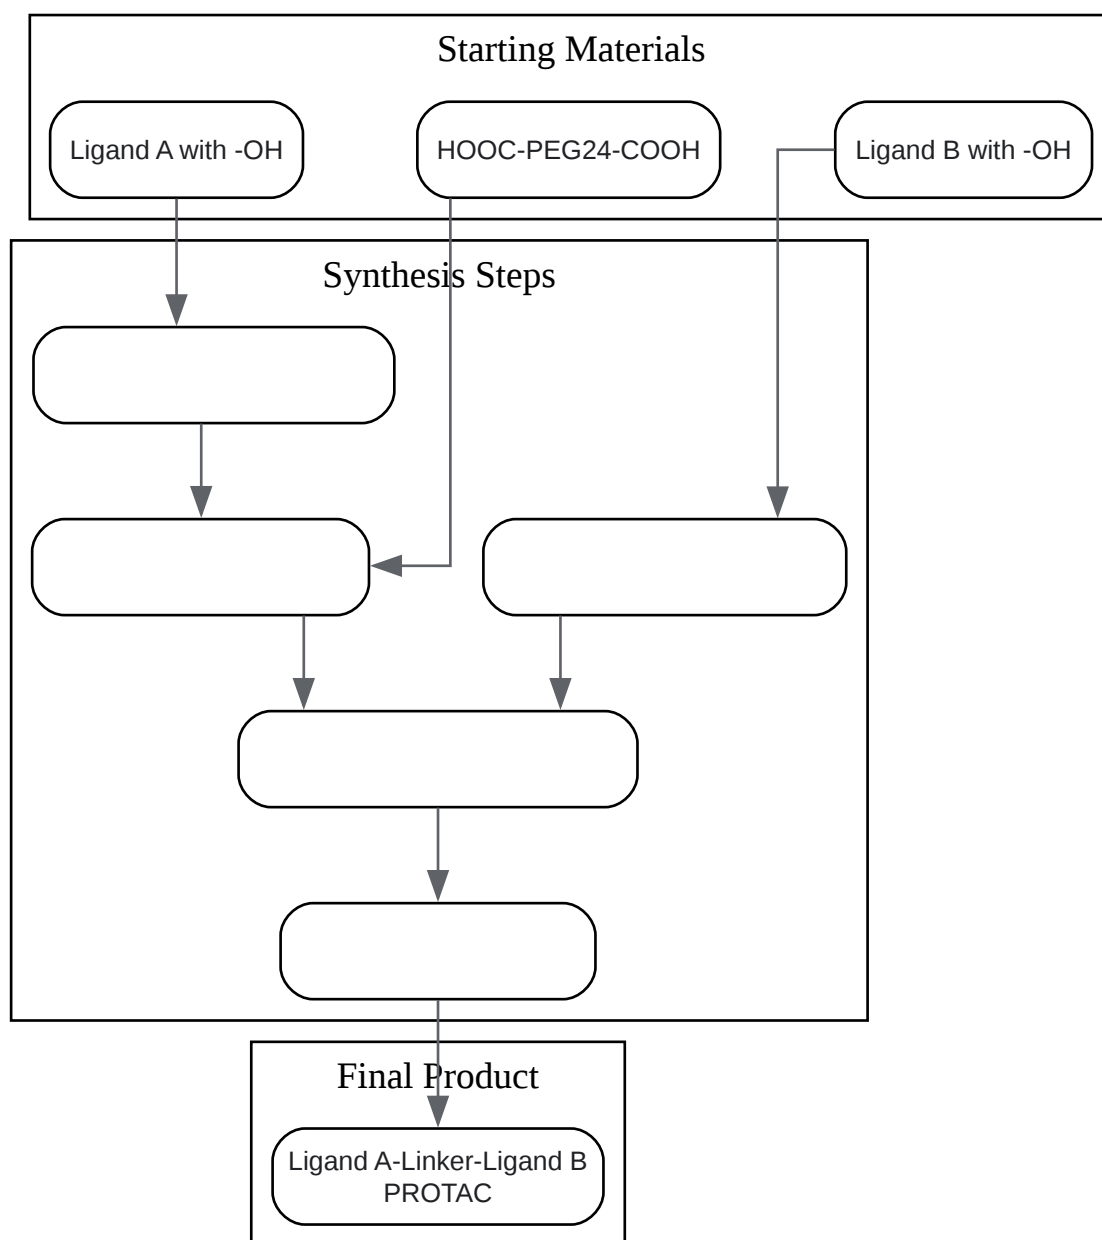 Starting Materials
Ligand A with -OH
HOOC-PEG24-COOH
Ligand B with -OH
Synthesis Steps
Final Product
Ligand A-Linker-Ligand B
PROTAC